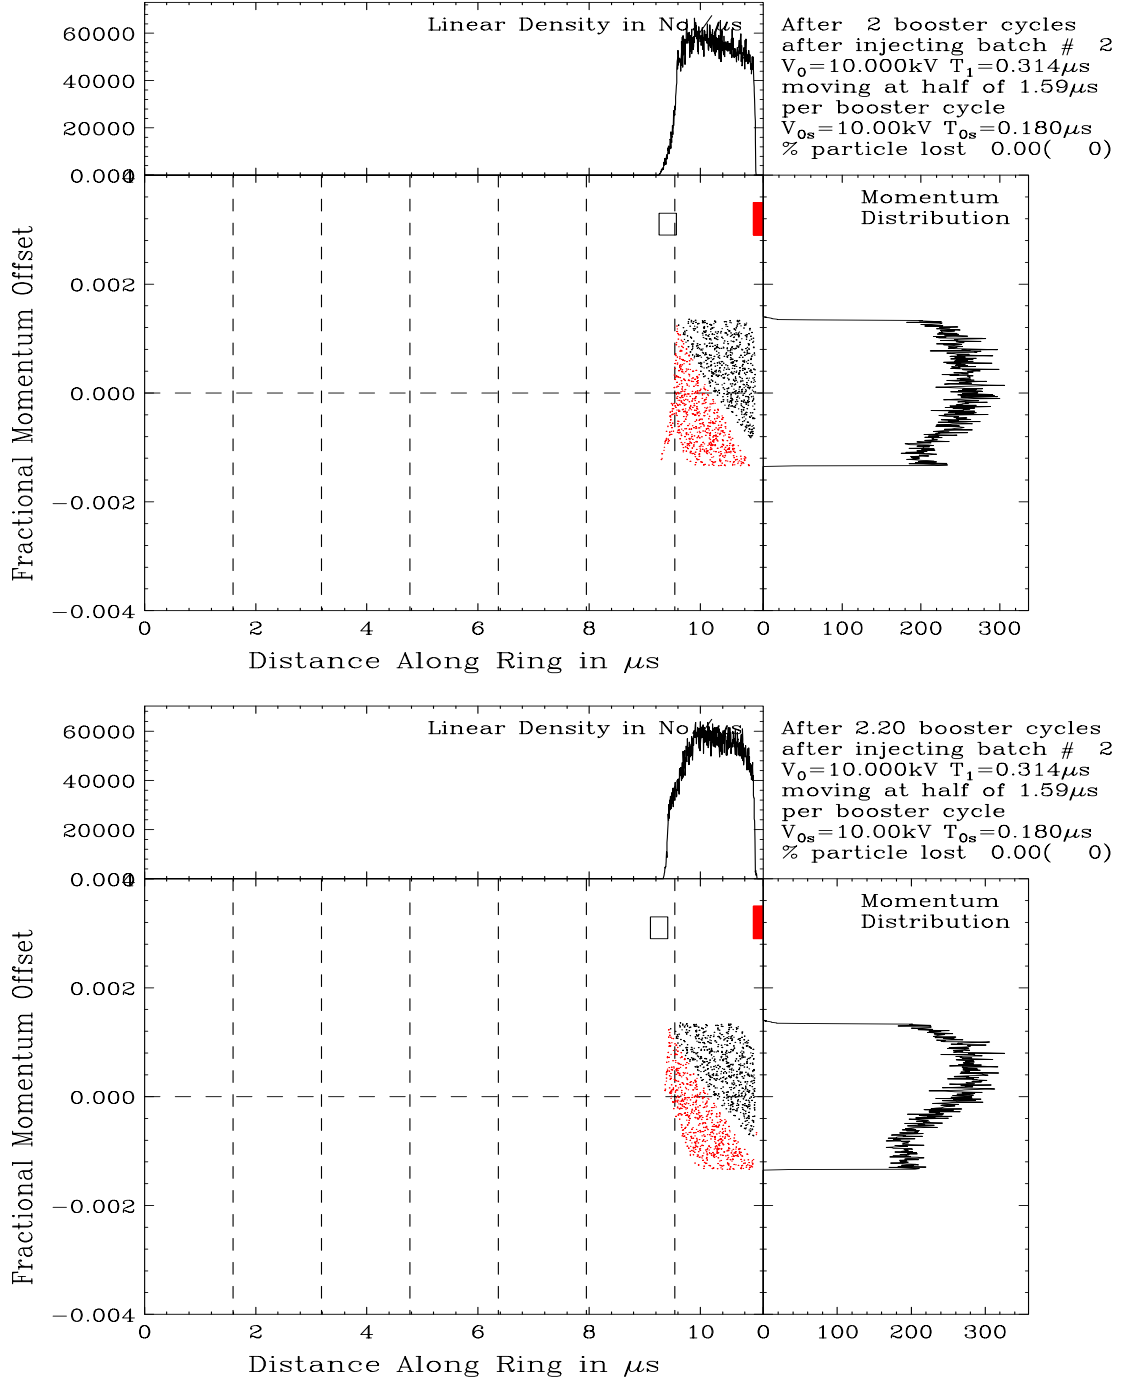 Linear Density in No./μs
60000
40000
20000
0.00
After 2 booster cycles
after injecting batch # 2
V0=10.000kV T1=0.314μs
moving at half of 1.59μs
per booster cycle
V0s=10.00kV T0s=0.180μs
% particle lost 0.00( 0)
Momentum
Distribution
Fractional Momentum Offset
0.004
0.002
0.000
−0.002
−0.004
0 2 4 6 8 10 0 100 200 300
Distance Along Ring in μs
Linear Density in No./μs
60000
40000
20000
0.00
After 2.20 booster cycles
after injecting batch # 2
V0=10.000kV T1=0.314μs
moving at half of 1.59μs
per booster cycle
V0s=10.00kV T0s=0.180μs
% particle lost 0.00( 0)
Momentum
Distribution
Fractional Momentum Offset
0.004
0.002
0.000
−0.002
−0.004
0 2 4 6 8 10 0 100 200 300
Distance Along Ring in μs